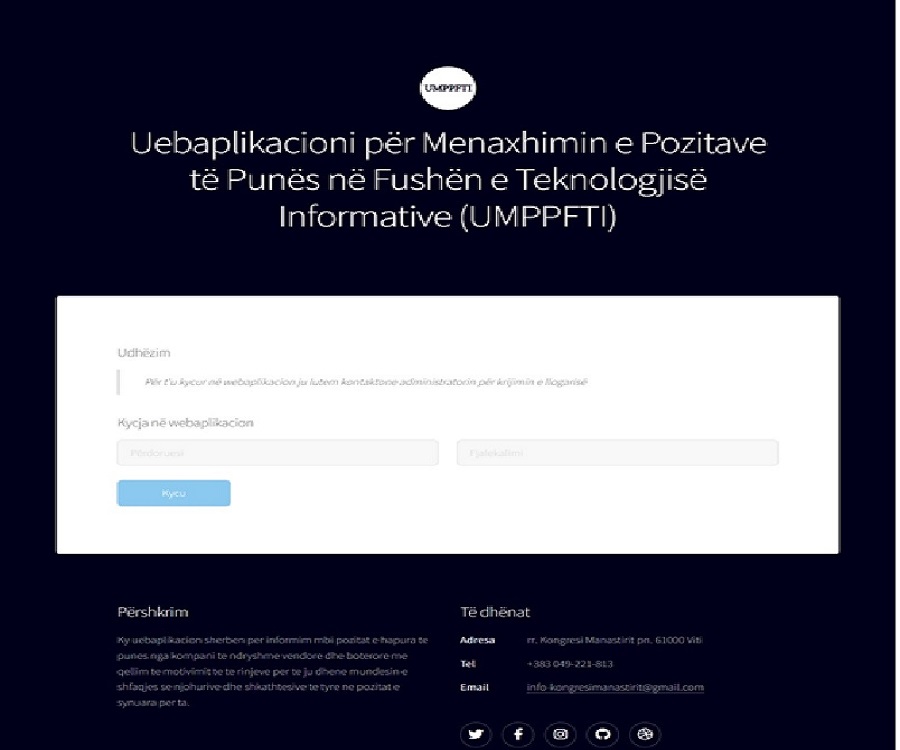 UMPPFTI
Uebaplikacioni për Menaxhimin e Pozitave
të Punës në Fushën e Teknologjisë
Informative (UMPPFTI)
Udhëzim
Për t'u kycur në webaplikacion ju lutem kontaktone administratorin për krijimin e llogarisë
Kycja në webaplikacion
Përdoruesi Fjalëkalimi
Kycu
Përshkrim
Ky uebaplikacion sherben per informim mbi pozitat e hapura te
punes nga kompani te ndryshme vendore dhe boterore me
qellim te motivimit te te rinjeve per te ju dhene mundesin e
shfaqjes se njohurive dhe shkathtesive te tyre ne pozitat e
synuara per ta.
Të dhënat
Adresa rr. Kongresi Manastirit pn. 61000 Viti
Tel +383 049-221-813
Email info-kongresimanastirit@gmail.com